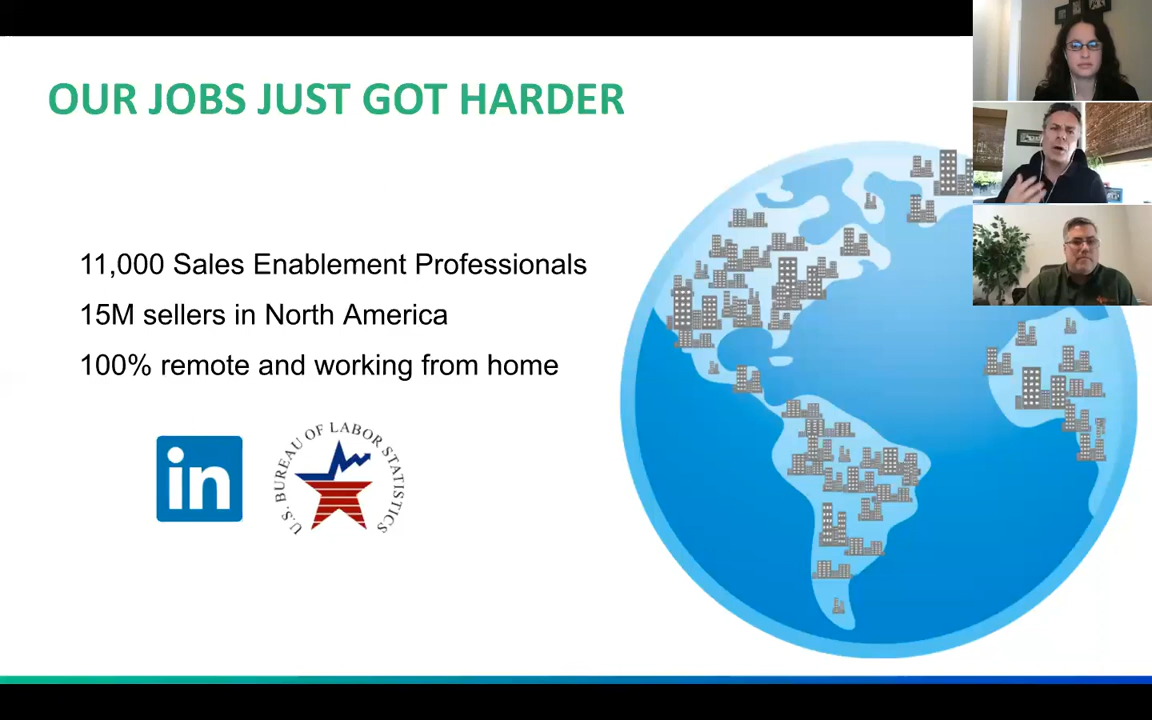 OUR JOBS JUST GOT HARDER
11,000 Sales Enablement Professionals
15M sellers in North America
100% remote and working from home
in
U.S. BUREAU OF LABOR STATISTICS